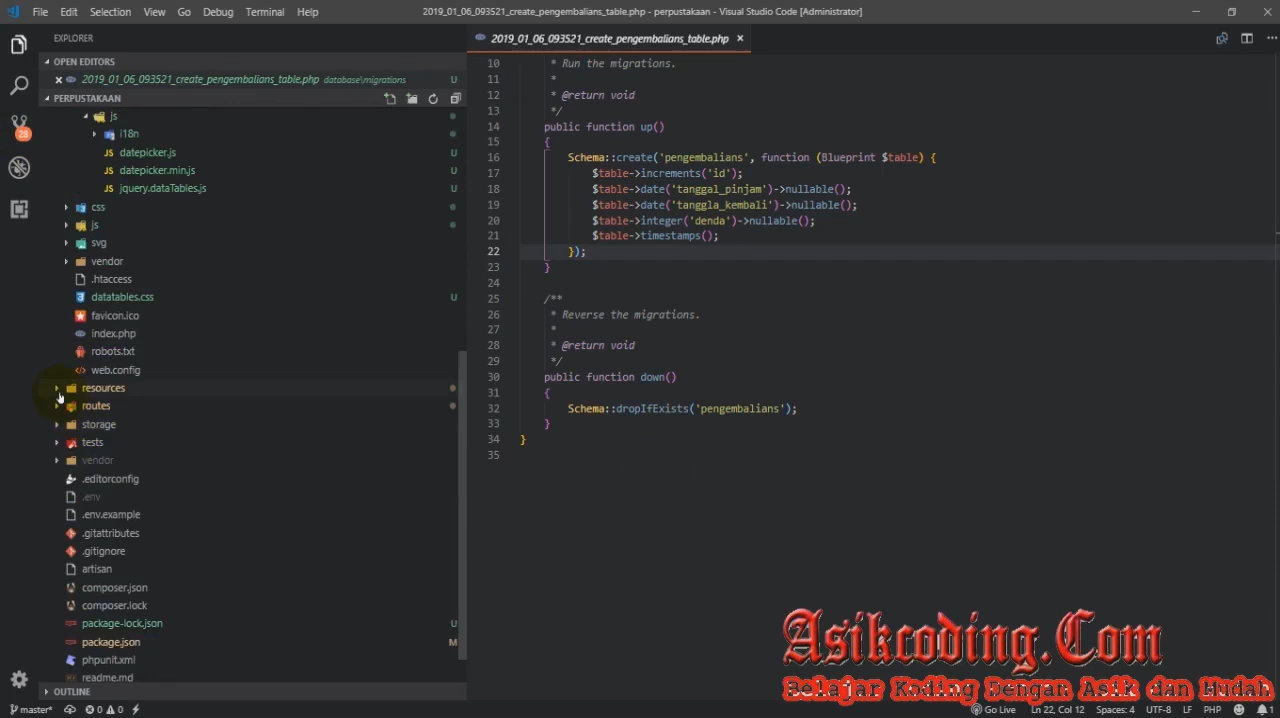 File Edit Selection View Go Debug Terminal Help 2019_01_06_093521_create_pengembalians_table.php - perpustakaan - Visual Studio Code [Administrator]
EXPLORER
OPEN EDITORS
2019_01_06_093521_create_pengembalians_table.php database\migrations U
PERPUSTAKAAN
js
i18n
datepicker.js U
datepicker.min.js U
jquery.dataTables.js U
css
js
svg
vendor
.htaccess
datatables.css U
favicon.ico
index.php
robots.txt
web.config
resources
routes
storage
tests
vendor
.editorconfig
.env
.env.example
.gitattributes
.gitignore
artisan
composer.json
composer.lock
package-lock.json U
package.json M
phpunit.xml
readme.md
OUTLINE
28
2019_01_06_093521_create_pengembalians_table.php
10 * Run the migrations.
11 *
12 * @return void
13 */
14 public function up()
15 {
16 Schema::create('pengembalians', function (Blueprint $table) {
17 $table->increments('id');
18 $table->date('tanggal_pinjam')->nullable();
19 $table->date('tanggla_kembali')->nullable();
20 $table->integer('denda')->nullable();
21 $table->timestamps();
22 });
23 }
24
25 /**
26 * Reverse the migrations.
27 *
28 * @return void
29 */
30 public function down()
31 {
32 Schema::dropIfExists('pengembalians');
33 }
34 }
35
Asikcoding.Com
Belajar Koding Dengan Asik dan Mudah
master* 0 0 Go Live Ln 22, Col 12 Spaces: 4 UTF-8 LF PHP 1